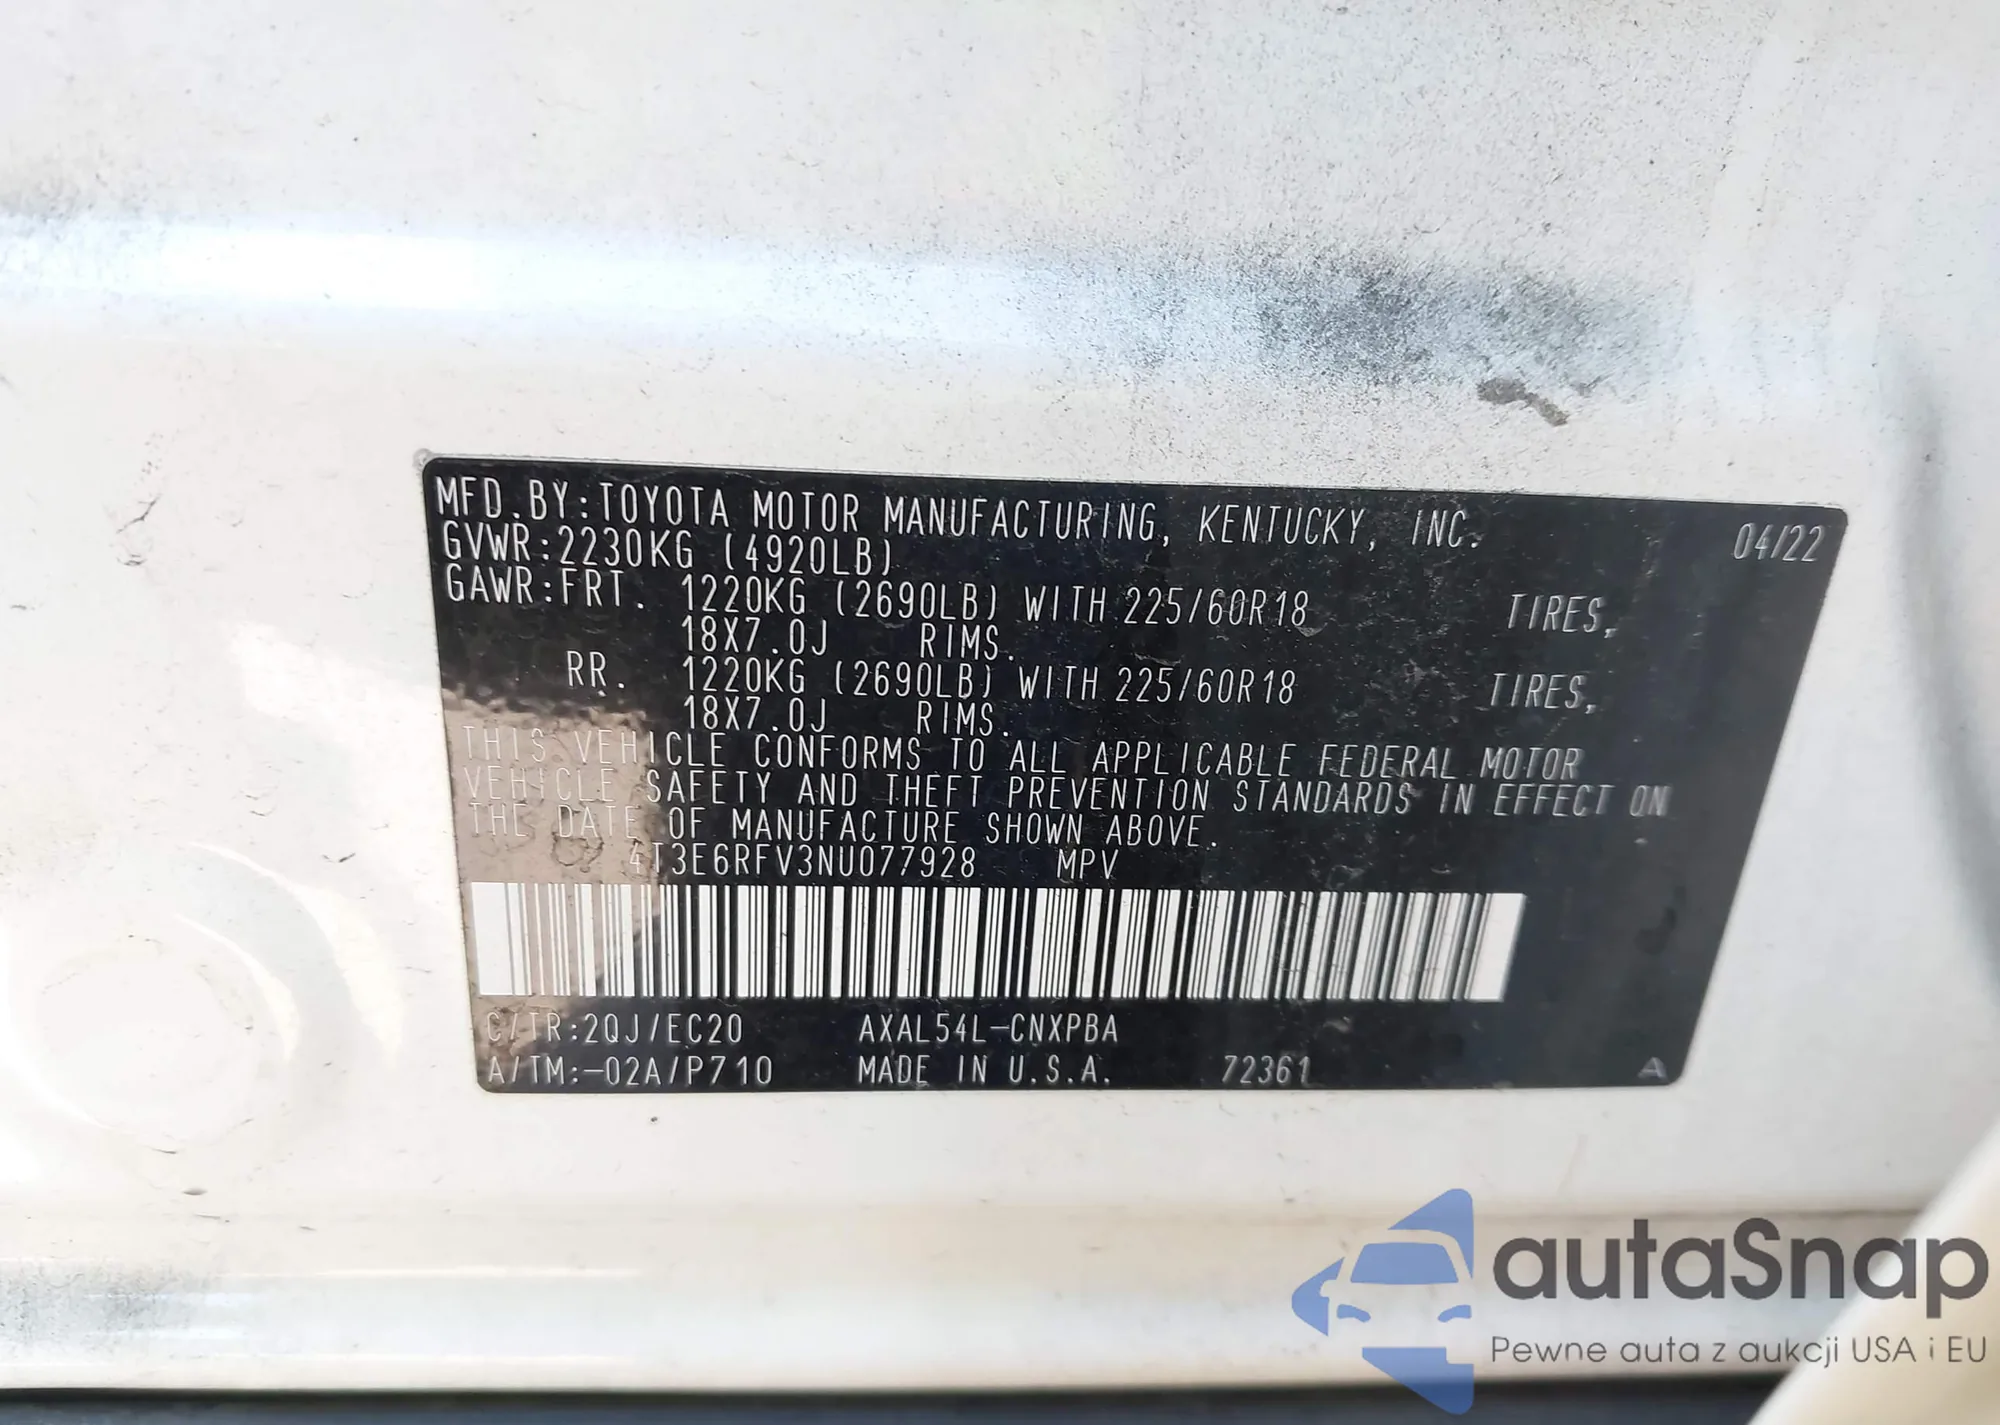 MFD.BY:TOYOTA MOTOR MANUFACTURING, KENTUCKY, INC. 04/22
GVWR:2230KG (4920LB)
GAWR:FRT. 1220KG (2690LB) WITH 225/60R18 TIRES,
18X7.0J RIMS.
RR. 1220KG (2690LB) WITH 225/60R18 TIRES,
18X7.0J RIMS.
THIS VEHICLE CONFORMS TO ALL APPLICABLE FEDERAL MOTOR
VEHICLE SAFETY AND THEFT PREVENTION STANDARDS IN EFFECT ON
THE DATE OF MANUFACTURE SHOWN ABOVE.
4T3E6RFV3NU077928 MPV
C/TR:2QJ/EC20 AXAL54L-CNXPBA
A/TM:-02A/P710 MADE IN U.S.A. 72361 A
autaSnap
Pewne auta z aukcji USA i EU